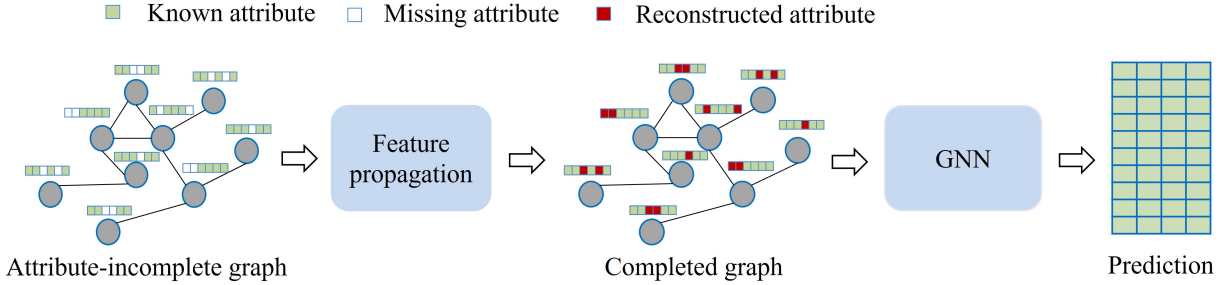 Known attribute Missing attribute Reconstructed attribute
Feature
propagation
GNN
Attribute-incomplete graph
Completed graph
Prediction